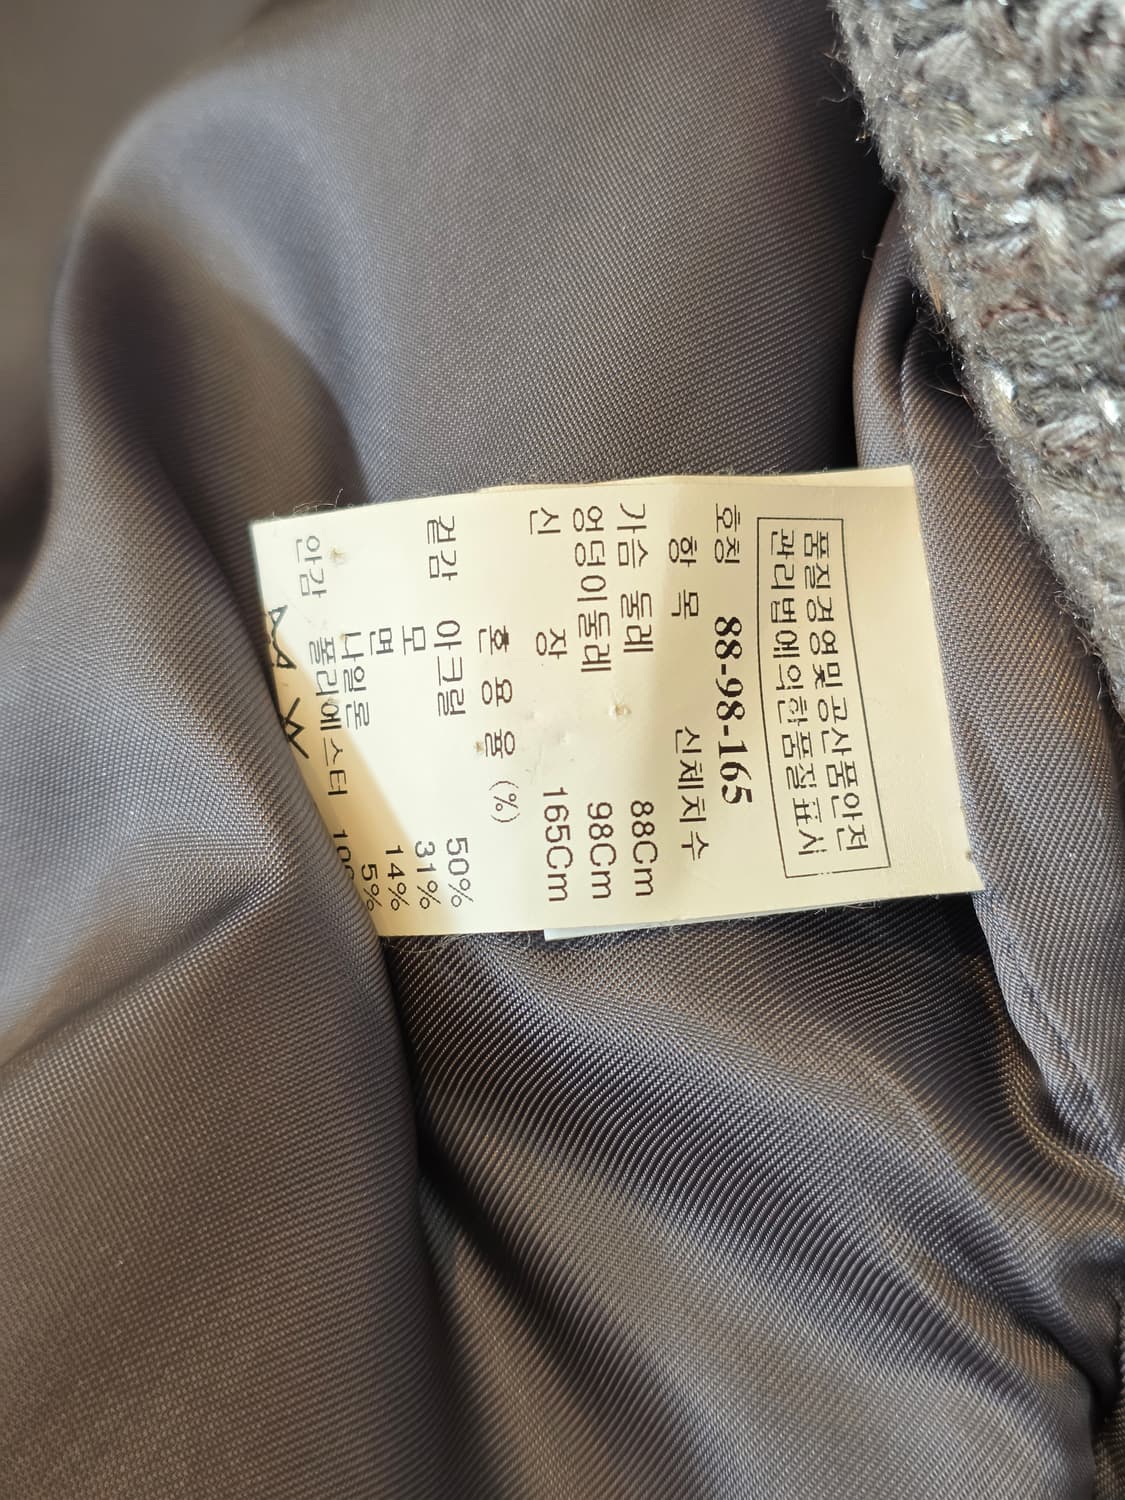 품질경영및공산품안전
관리법에의한품질표시
호칭 88-98-165
항 목 신체치수
가슴 둘레 88Cm
엉덩이둘레 98Cm
신 장 165Cm
혼 용 율 (%)
겉감 아크릴 50%
모 31%
면 14%
나일론 5%
안감 폴리에스터